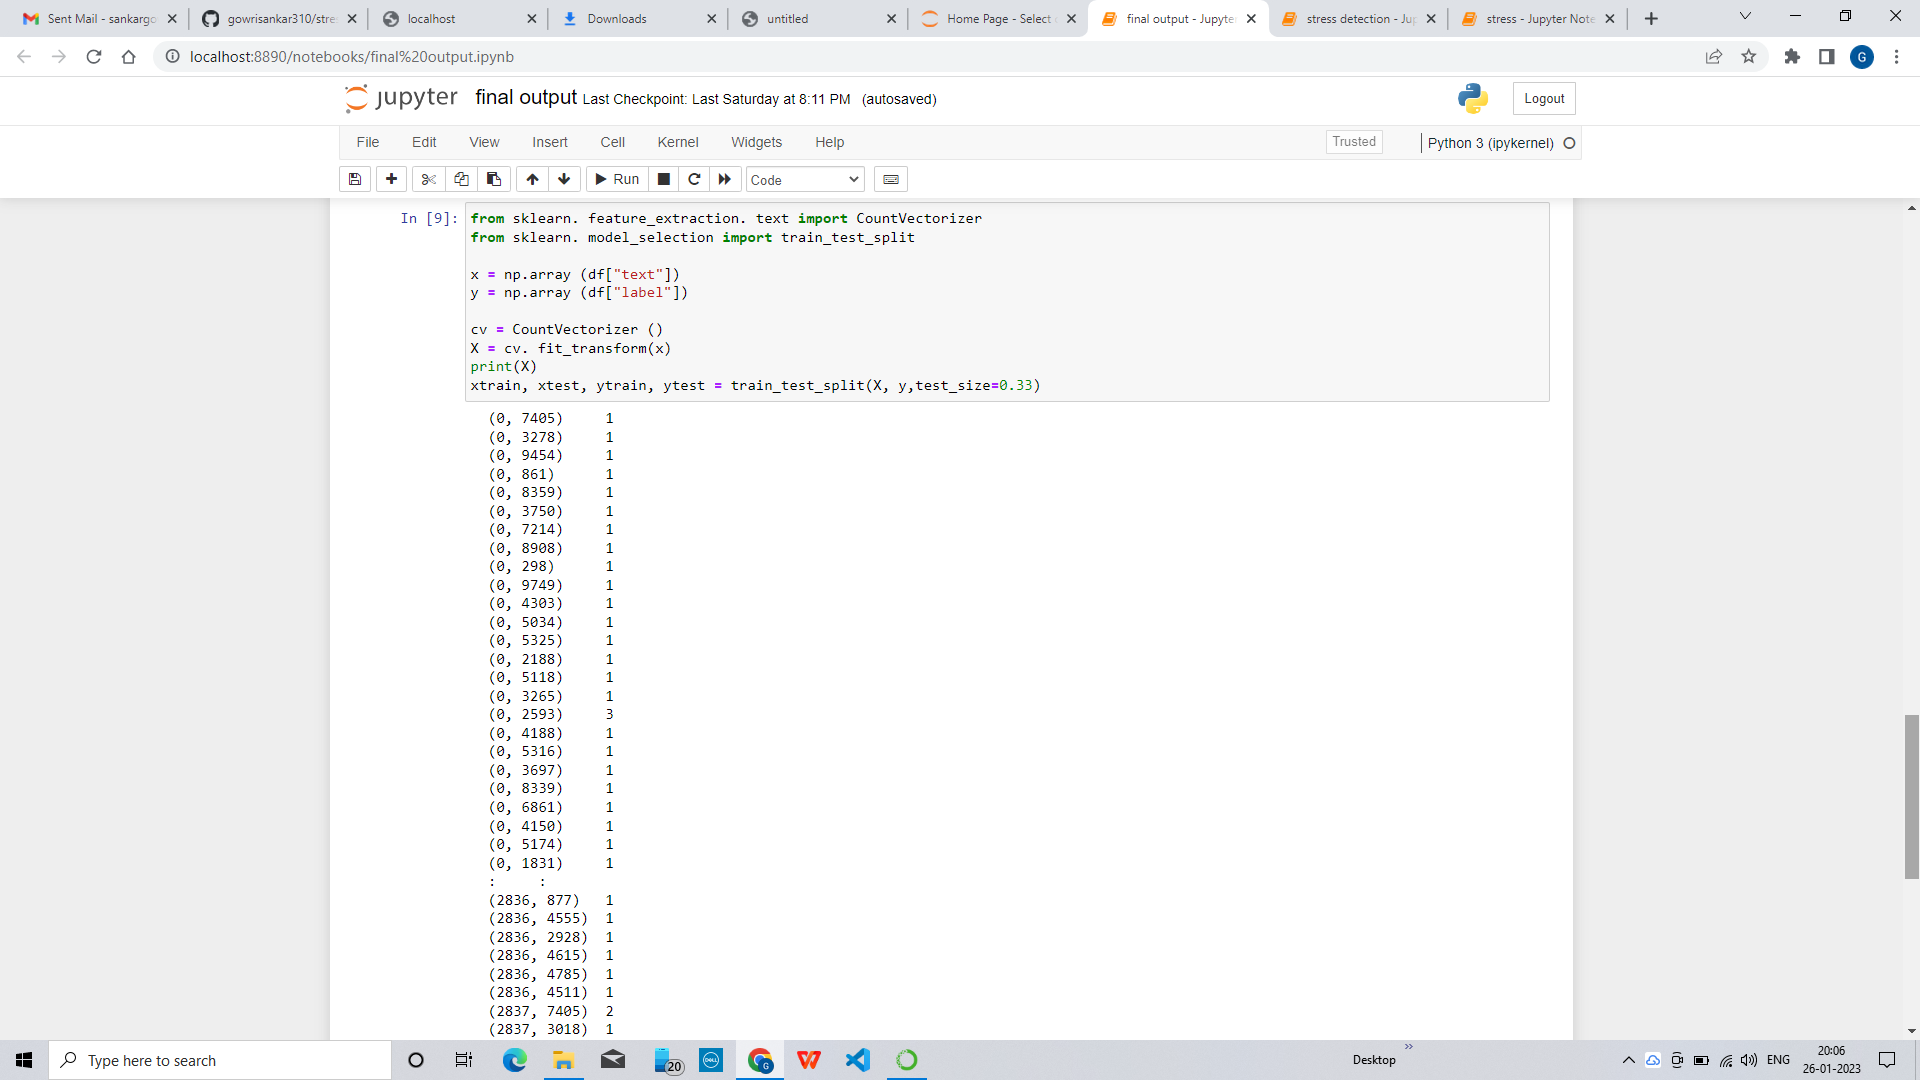 Sent Mail - sankargo
gowrisankar310/stre
localhost
Downloads
untitled
Home Page - Select
final output - Jupyte
stress detection - Jup
stress - Jupyter Note
localhost:8890/notebooks/final%20output.ipynb
G
jupyter final output Last Checkpoint: Last Saturday at 8:11 PM (autosaved)
Logout
File Edit View Insert Cell Kernel Widgets Help
Trusted
Python 3 (ipykernel)
Run
Code
In [9]: from sklearn. feature_extraction. text import CountVectorizer
from sklearn. model_selection import train_test_split
x = np.array (df["text"])
y = np.array (df["label"])
cv = CountVectorizer ()
X = cv. fit_transform(x)
print(X)
xtrain, xtest, ytrain, ytest = train_test_split(X, y,test_size=0.33)
(0, 7405) 1
(0, 3278) 1
(0, 9454) 1
(0, 861) 1
(0, 8359) 1
(0, 3750) 1
(0, 7214) 1
(0, 8908) 1
(0, 298) 1
(0, 9749) 1
(0, 4303) 1
(0, 5034) 1
(0, 5325) 1
(0, 2188) 1
(0, 5118) 1
(0, 3265) 1
(0, 2593) 3
(0, 4188) 1
(0, 5316) 1
(0, 3697) 1
(0, 8339) 1
(0, 6861) 1
(0, 4150) 1
(0, 5174) 1
(0, 1831) 1
: :
(2836, 877) 1
(2836, 4555) 1
(2836, 2928) 1
(2836, 4615) 1
(2836, 4785) 1
(2836, 4511) 1
(2837, 7405) 2
(2837, 3018) 1
Type here to search
20
DELL
G
Desktop
ENG
20:06
26-01-2023